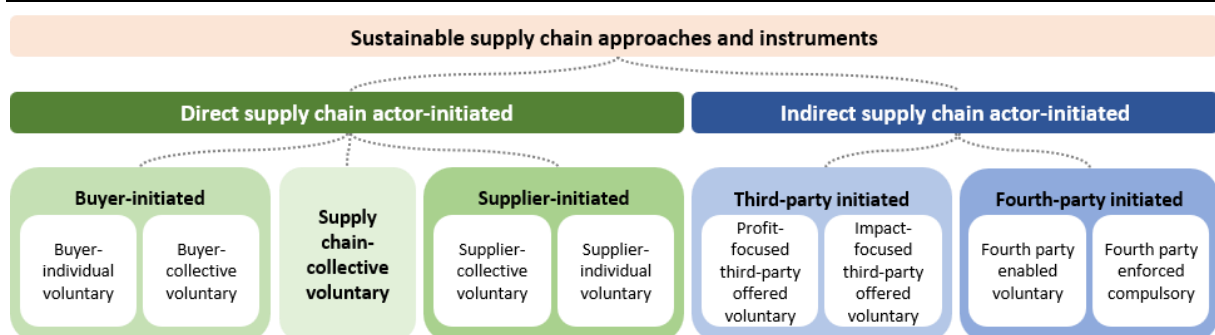 Sustainable supply chain approaches and instruments
Direct supply chain actor-initiated
Indirect supply chain actor-initiated
Buyer-initiated
Buyer-
individual
voluntary
Buyer-
collective
voluntary
Supply
chain-
collective
voluntary
Supplier-initiated
Supplier-
collective
voluntary
Supplier-
individual
voluntary
Third-party initiated
Profit-
focused
third-party
offered
voluntary
Impact-
focused
third-party
offered
voluntary
Fourth-party initiated
Fourth party
enabled
voluntary
Fourth party
enforced
compulsory